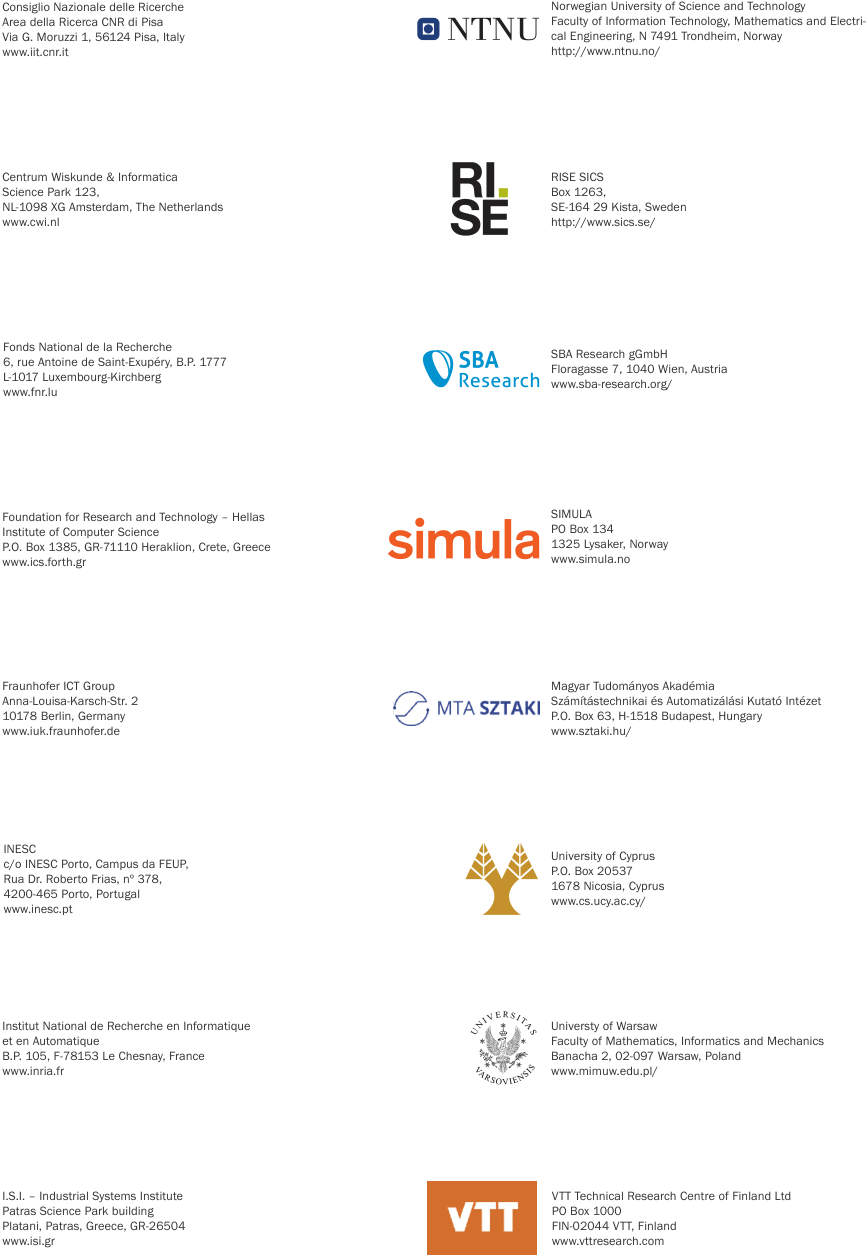 Consiglio Nazionale delle Ricerche
Area della Ricerca CNR di Pisa
Via G. Moruzzi 1, 56124 Pisa, Italy
www.iit.cnr.it
NTNU
Norwegian University of Science and Technology
Faculty of Information Technology, Mathematics and Electri-
cal Engineering, N 7491 Trondheim, Norway
http://www.ntnu.no/
Centrum Wiskunde & Informatica
Science Park 123,
NL-1098 XG Amsterdam, The Netherlands
www.cwi.nl
RI.
SE
RISE SICS
Box 1263,
SE-164 29 Kista, Sweden
http://www.sics.se/
Fonds National de la Recherche
6, rue Antoine de Saint-Exupéry, B.P. 1777
L-1017 Luxembourg-Kirchberg
www.fnr.lu
SBA
Research
SBA Research gGmbH
Floragasse 7, 1040 Wien, Austria
www.sba-research.org/
Foundation for Research and Technology – Hellas
Institute of Computer Science
P.O. Box 1385, GR-71110 Heraklion, Crete, Greece
www.ics.forth.gr
simula
SIMULA
PO Box 134
1325 Lysaker, Norway
www.simula.no
Fraunhofer ICT Group
Anna-Louisa-Karsch-Str. 2
10178 Berlin, Germany
www.iuk.fraunhofer.de
MTA SZTAKI
Magyar Tudományos Akadémia
Számítástechnikai és Automatizálási Kutató Intézet
P.O. Box 63, H-1518 Budapest, Hungary
www.sztaki.hu/
INESC
c/o INESC Porto, Campus da FEUP,
Rua Dr. Roberto Frias, nº 378,
4200-465 Porto, Portugal
www.inesc.pt
University of Cyprus
P.O. Box 20537
1678 Nicosia, Cyprus
www.cs.ucy.ac.cy/
Institut National de Recherche en Informatique
et en Automatique
B.P. 105, F-78153 Le Chesnay, France
www.inria.fr
UNIVERSITAS
VARSOVIENSIS
Universty of Warsaw
Faculty of Mathematics, Informatics and Mechanics
Banacha 2, 02-097 Warsaw, Poland
www.mimuw.edu.pl/
I.S.I. – Industrial Systems Institute
Patras Science Park building
Platani, Patras, Greece, GR-26504
www.isi.gr
VTT
VTT Technical Research Centre of Finland Ltd
PO Box 1000
FIN-02044 VTT, Finland
www.vttresearch.com